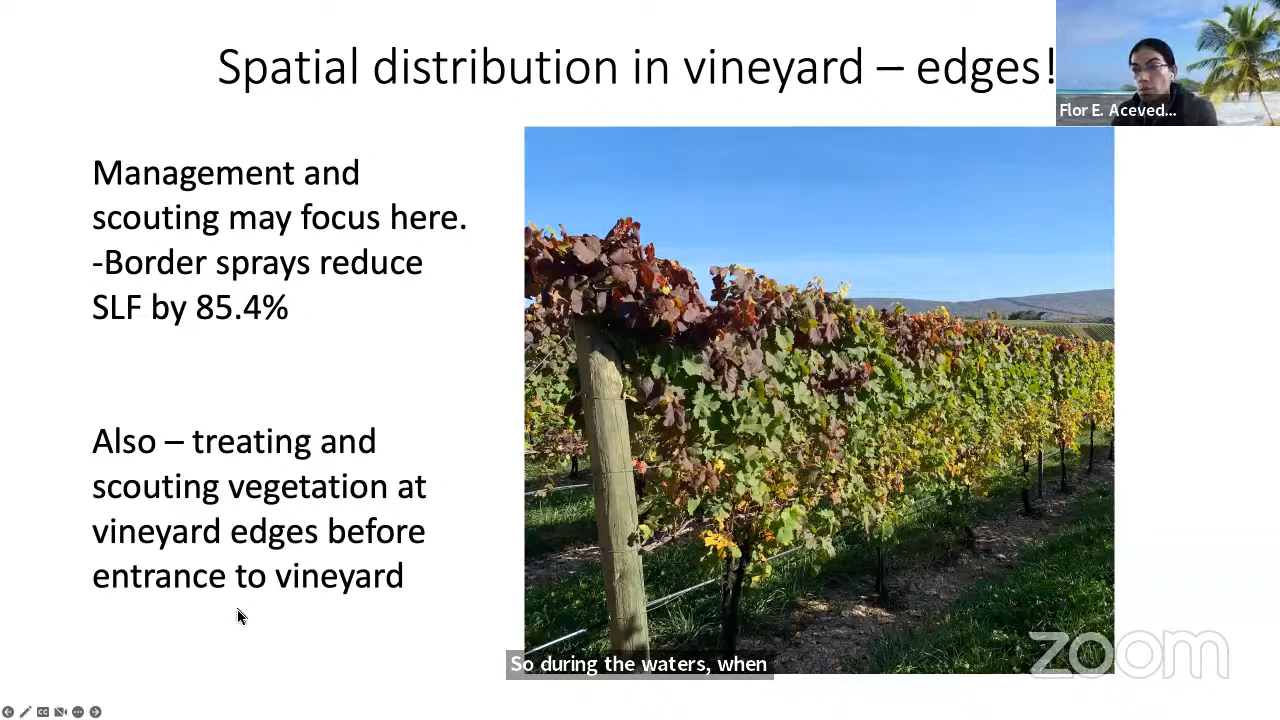 Spatial distribution in vineyard – edges!
Flor E. Aceved...
Management and
scouting may focus here.
-Border sprays reduce
SLF by 85.4%
Also – treating and
scouting vegetation at
vineyard edges before
entrance to vineyard
So during the waters, when
zoom